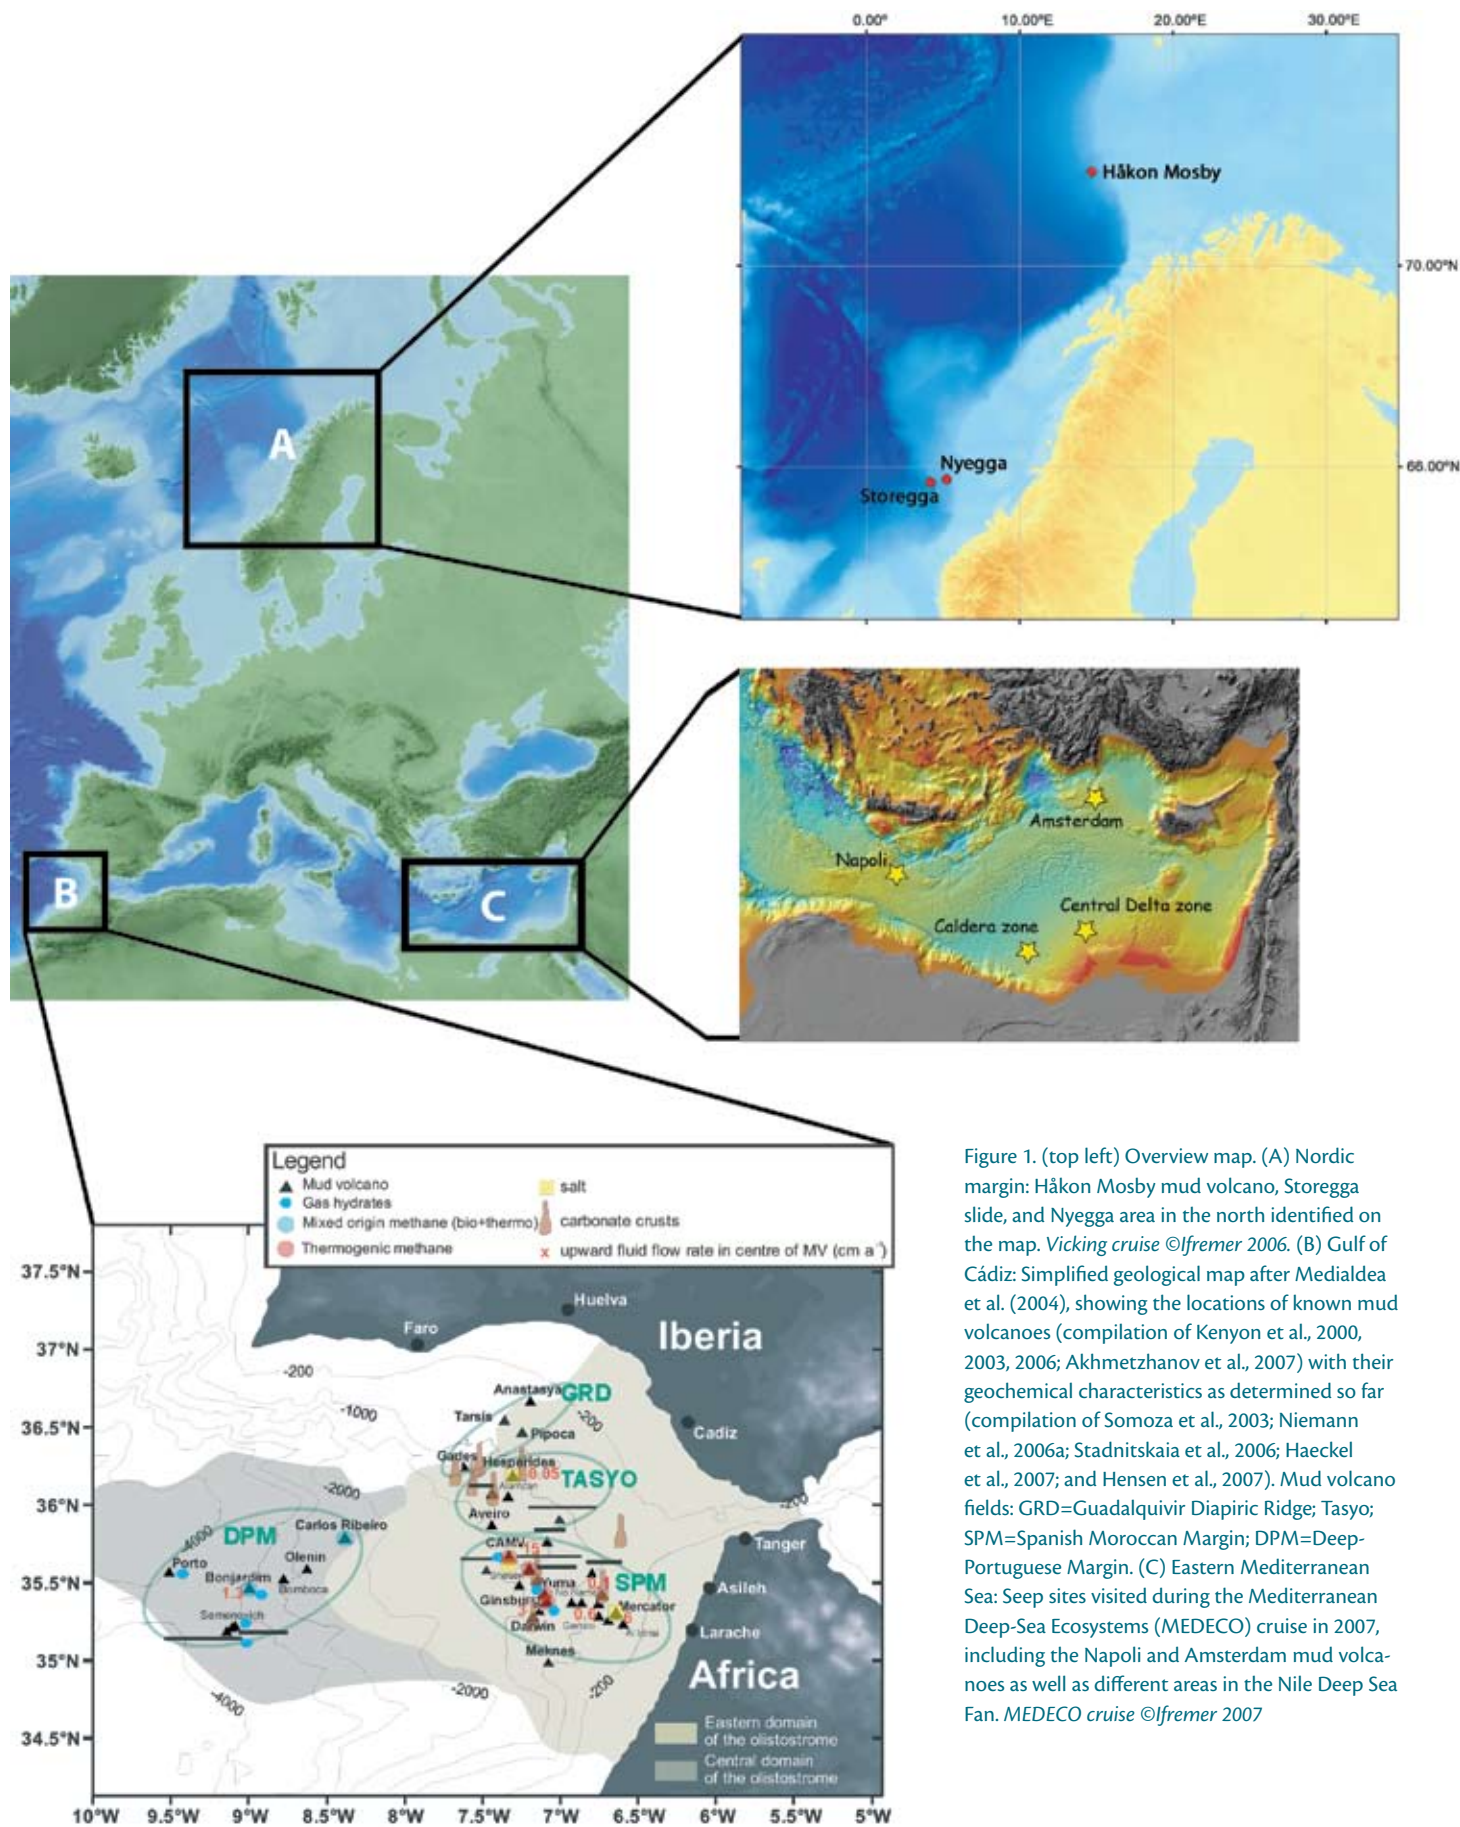 0.00°
10.00°E
20.00°E
30.00°E
Håkon Mosby
70.00°N
Nyegga
Storegga
A
B
C
Amsterdam
Napoli
Central Delta zone
Caldera zone
Legend
Mud volcano
Gas hydrates
Mixed origin methane (bio+thermo)
Thermogenic methane
salt
carbonate crusts
x upward fluid flow rate in centre of MV (cm a⁻¹)
37.5°N
37°N
36.5°N
36°N
35.5°N
35°N
34.5°N
Huelva
Faro
Iberia
-200
-1000
Anastasya
GRD
Tarsis
-200
Pipoca
Cadiz
Gades
Hesperides
0.05
TASYO
-2000
Aveiro
-200
Carlos Ribeiro
DPM
-4000
CAMV
15
Tanger
Porto
Olenin
Bonjardim
Bomboca
Yuma
SPM
Asileh
Ginsburg
Mercator
Semenovich
Darwin
Larache
Meknes
Africa
-4000
-2000
-200
Eastern domain
of the olistostrome
Central domain
of the olistostrome
10°W
9.5°W
9°W
8.5°W
8°W
7.5°W
7°W
6.5°W
6°W
5.5°W
5°W
Figure 1. (top left) Overview map. (A) Nordic
margin: Håkon Mosby mud volcano, Storegga
slide, and Nyegga area in the north identified on
the map. Vicking cruise ©Ifremer 2006. (B) Gulf of
Cádiz: Simplified geological map after Medialdea
et al. (2004), showing the locations of known mud
volcanoes (compilation of Kenyon et al., 2000,
2003, 2006; Akhmetzhanov et al., 2007) with their
geochemical characteristics as determined so far
(compilation of Somoza et al., 2003; Niemann
et al., 2006a; Stadnitskaia et al., 2006; Haeckel
et al., 2007; and Hensen et al., 2007). Mud volcano
fields: GRD=Guadalquivir Diapiric Ridge; Tasyo;
SPM=Spanish Moroccan Margin; DPM=Deep-
Portuguese Margin. (C) Eastern Mediterranean
Sea: Seep sites visited during the Mediterranean
Deep-Sea Ecosystems (MEDECO) cruise in 2007,
including the Napoli and Amsterdam mud volca-
noes as well as different areas in the Nile Deep Sea
Fan. MEDECO cruise ©Ifremer 2007